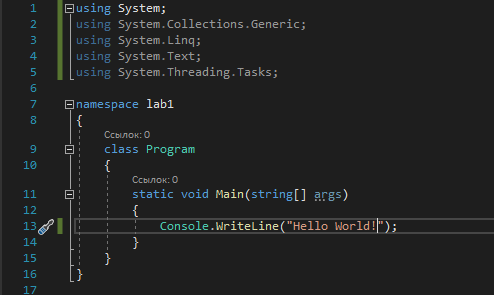 1 using System;
2 using System.Collections.Generic;
3 using System.Linq;
4 using System.Text;
5 using System.Threading.Tasks;
6
7 namespace lab1
8 {
Ссылок: 0
9 class Program
10 {
Ссылок: 0
11 static void Main(string[] args)
12 {
13 Console.WriteLine("Hello World!");
14 }
15 }
16 }
17